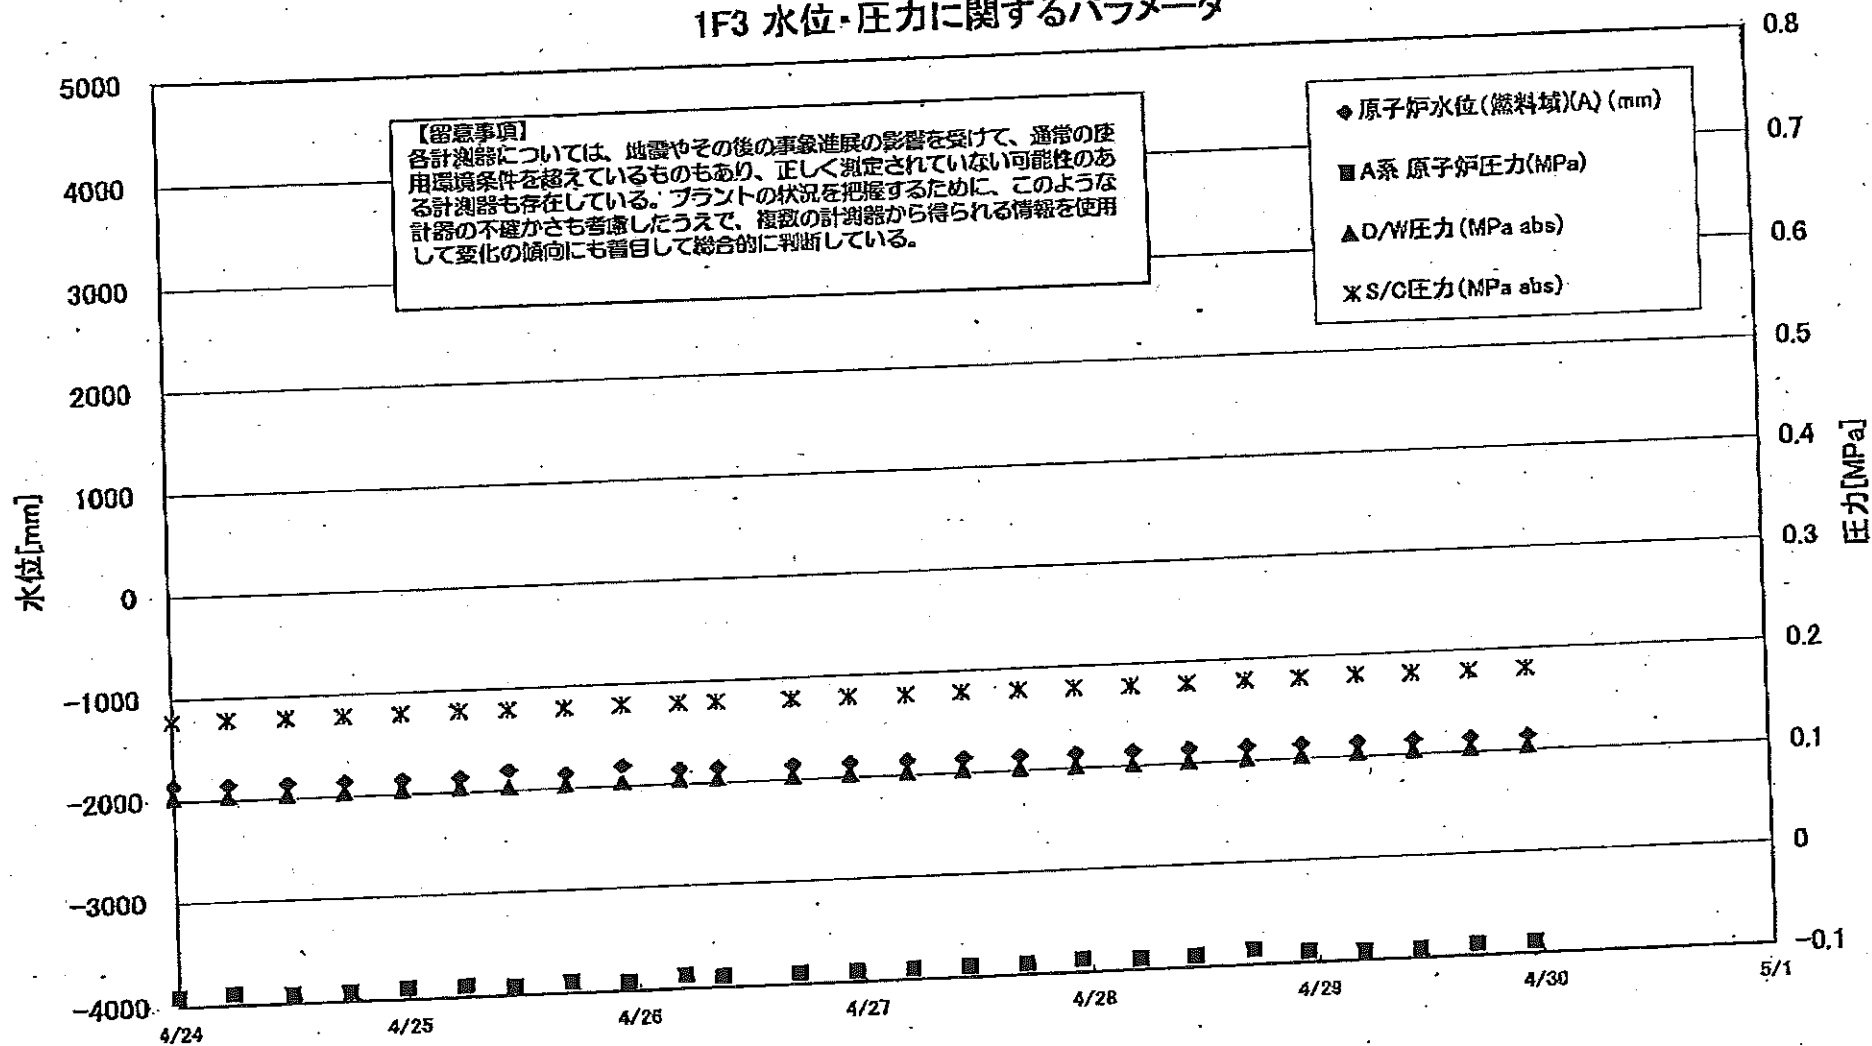 1F3 水位・圧力に関するパラメータ
0.8
5000
0.7
4000
0.6
3000
0.5
2000
0.4
1000
0.3
0
0.2
-1000
0.1
-2000
0
-3000
-0.1
-4000
水位[mm]
圧力[MPa]
【留意事項】
各計測器については、地震やその後の事象進展の影響を受けて、通常の使
用環境条件を超えているものもあり、正しく測定されていない可能性のあ
る計測器も存在している。プラントの状況を把握するために、このような
計器の不確かさも考慮したうえで、複数の計測器から得られる情報を使用
して変化の傾向にも着目して総合的に判断している。
◆原子炉水位(燃料域)(A)(mm)
■A系 原子炉圧力(MPa)
▲D/W圧力(MPa abs)
S/C圧力(MPa abs)
4/24
4/25
4/26
4/27
4/28
4/29
4/30
5/1